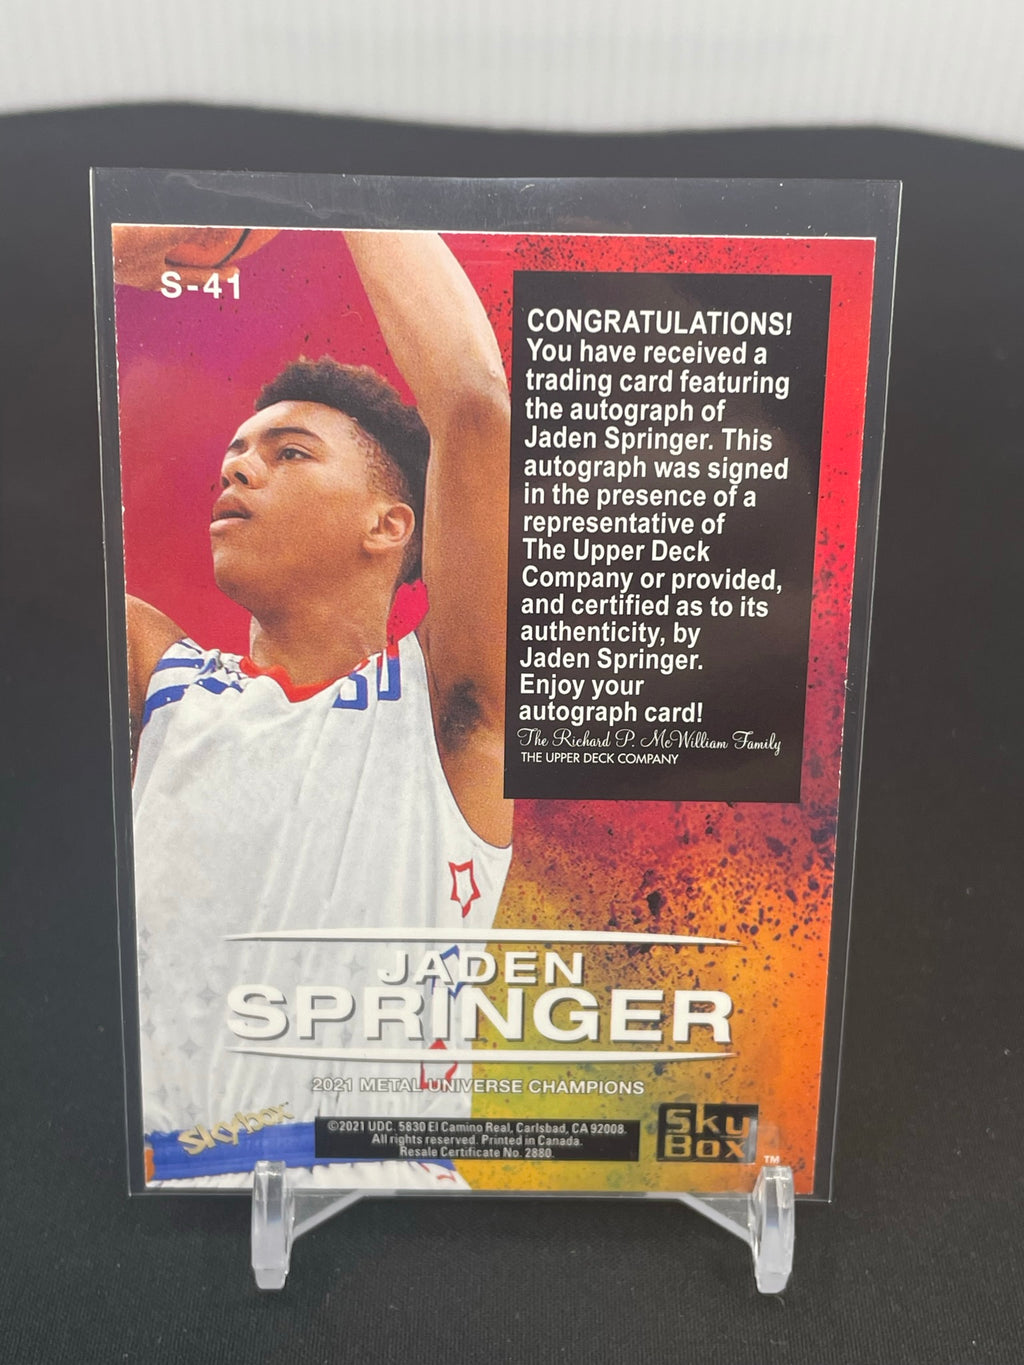 S-41
CONGRATULATIONS!
You have received a
trading card featuring
the autograph of
Jaden Springer. This
autograph was signed
in the presence of a
representative of
The Upper Deck
Company or provided,
and certified as to its
authenticity, by
Jaden Springer.
Enjoy your
autograph card!
The Richard P. McWilliam Family
THE UPPER DECK COMPANY
JADEN
SPRINGER
2021 METAL UNIVERSE CHAMPIONS
skybox
©2021 UDC. 5830 El Camino Real, Carlsbad, CA 92008.
All rights reserved. Printed in Canada.
Resale Certificate No. 2880.
Sky
Box
TM